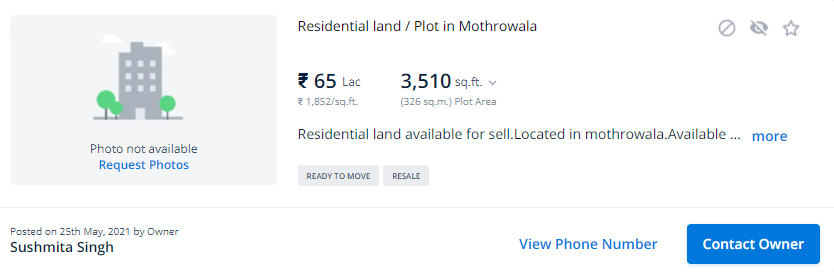 Residential land / Plot in Mothrowala
₹ 65 Lac
₹ 1,852/sq.ft.
3,510 sq.ft.
(326 sq.m.) Plot Area
Photo not available
Request Photos
Residential land available for sell.Located in mothrowala.Available ... more
READY TO MOVE
RESALE
Posted on 25th May, 2021 by Owner
Sushmita Singh
View Phone Number
Contact Owner